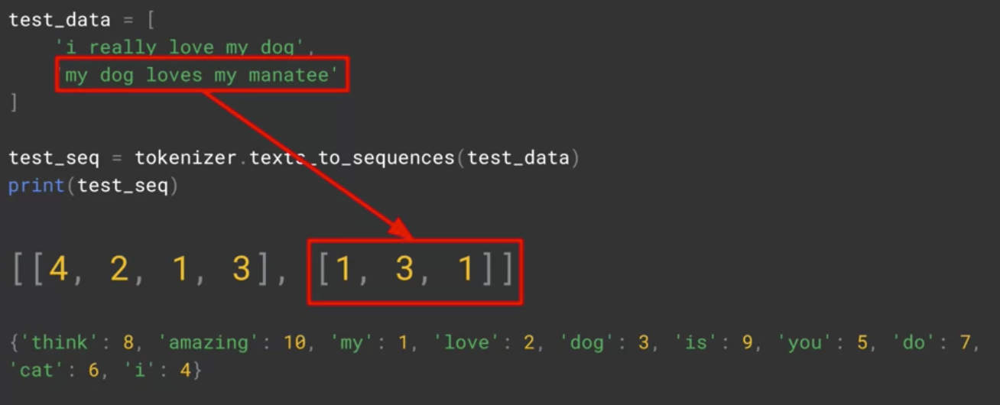 test_data = [
'i really love my dog',
'my dog loves my manatee'
]
test_seq = tokenizer.texts_to_sequences(test_data)
print(test_seq)
[[4, 2, 1, 3], [1, 3, 1]]
{'think': 8, 'amazing': 10, 'my': 1, 'love': 2, 'dog': 3, 'is': 9, 'you': 5, 'do': 7,
'cat': 6, 'i': 4}